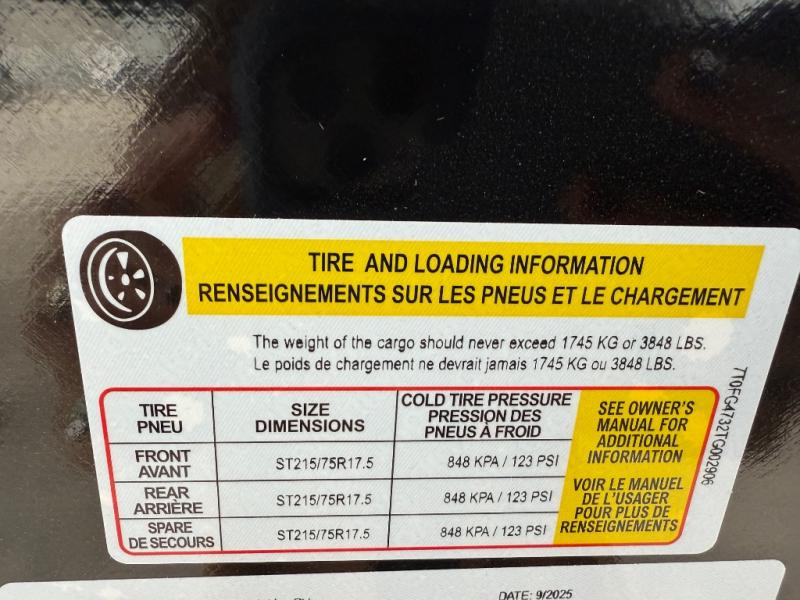 TIRE AND LOADING INFORMATION
RENSEIGNEMENTS SUR LES PNEUS ET LE CHARGEMENT
The weight of the cargo should never exceed 1745 KG or 3848 LBS.
Le poids de chargement ne devrait jamais 1745 KG ou 3848 LBS.
TIRE
PNEU
SIZE
DIMENSIONS
COLD TIRE PRESSURE
PRESSION DES
PNEUS À FROID
FRONT
AVANT
ST215/75R17.5
848 KPA / 123 PSI
REAR
ARRIÈRE
ST215/75R17.5
848 KPA / 123 PSI
SPARE
DE SECOURS
ST215/75R17.5
848 KPA / 123 PSI
SEE OWNER'S
MANUAL FOR
ADDITIONAL
INFORMATION
VOIR LE MANUEL
DE L'USAGER
POUR PLUS DE
RENSEIGNEMENTS
7T0FG4732TG002906
DATE: 9/2025